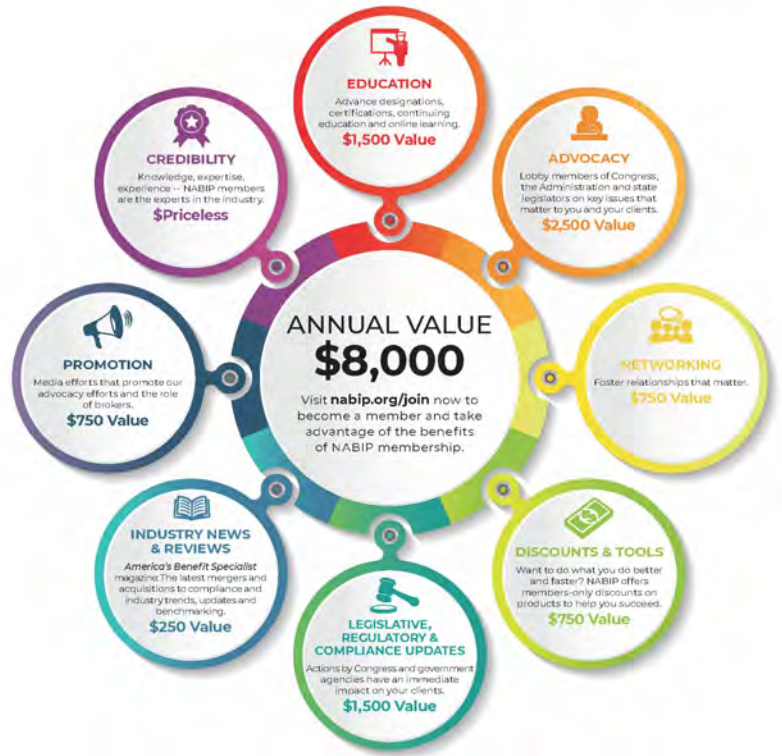 EDUCATION
Advance designations,
certifications, continuing
education and online learning.
$1,500 Value
ADVOCACY
Lobby members of Congress,
the Administration and state
legislators on key issues that
matter to you and your clients.
$2,500 Value
NETWORKING
Foster relationships that matter.
$750 Value
DISCOUNTS & TOOLS
Want to do what you do better
and faster? NABIP offers
members-only discounts on
products to help you succeed.
$750 Value
LEGISLATIVE,
REGULATORY &
COMPLIANCE UPDATES
Actions by Congress and government
agencies have an immediate
impact on your clients.
$1,500 Value
INDUSTRY NEWS
& REVIEWS
America's Benefit Specialist
magazine: The latest mergers and
acquisitions to compliance and
industry trends, updates and
benchmarking.
$250 Value
PROMOTION
Media efforts that promote our
advocacy efforts and the role
of brokers.
$750 Value
CREDIBILITY
Knowledge, expertise,
experience -- NABIP members
are the experts in the industry.
$Priceless
ANNUAL VALUE
$8,000
Visit nabip.org/join now to
become a member and take
advantage of the benefits
of NABIP membership.